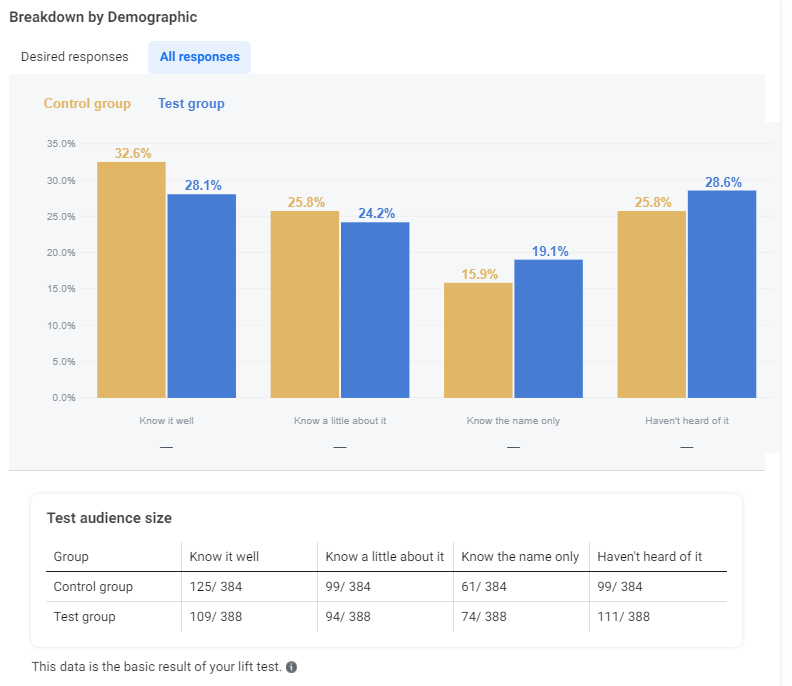 Breakdown by Demographic
Desired responses All responses
Control group Test group
35.0%
30.0%
25.0%
20.0%
15.0%
10.0%
5.0%
0.0%
32.6% 28.1% 25.8% 24.2% 15.9% 19.1% 25.8% 28.6%
Know it well Know a little about it Know the name only Haven't heard of it
— — — —
Test audience size
Group Know it well Know a little about it Know the name only Haven't heard of it
Control group 125/ 384 99/ 384 61/ 384 99/ 384
Test group 109/ 388 94/ 388 74/ 388 111/ 388
This data is the basic result of your lift test. i